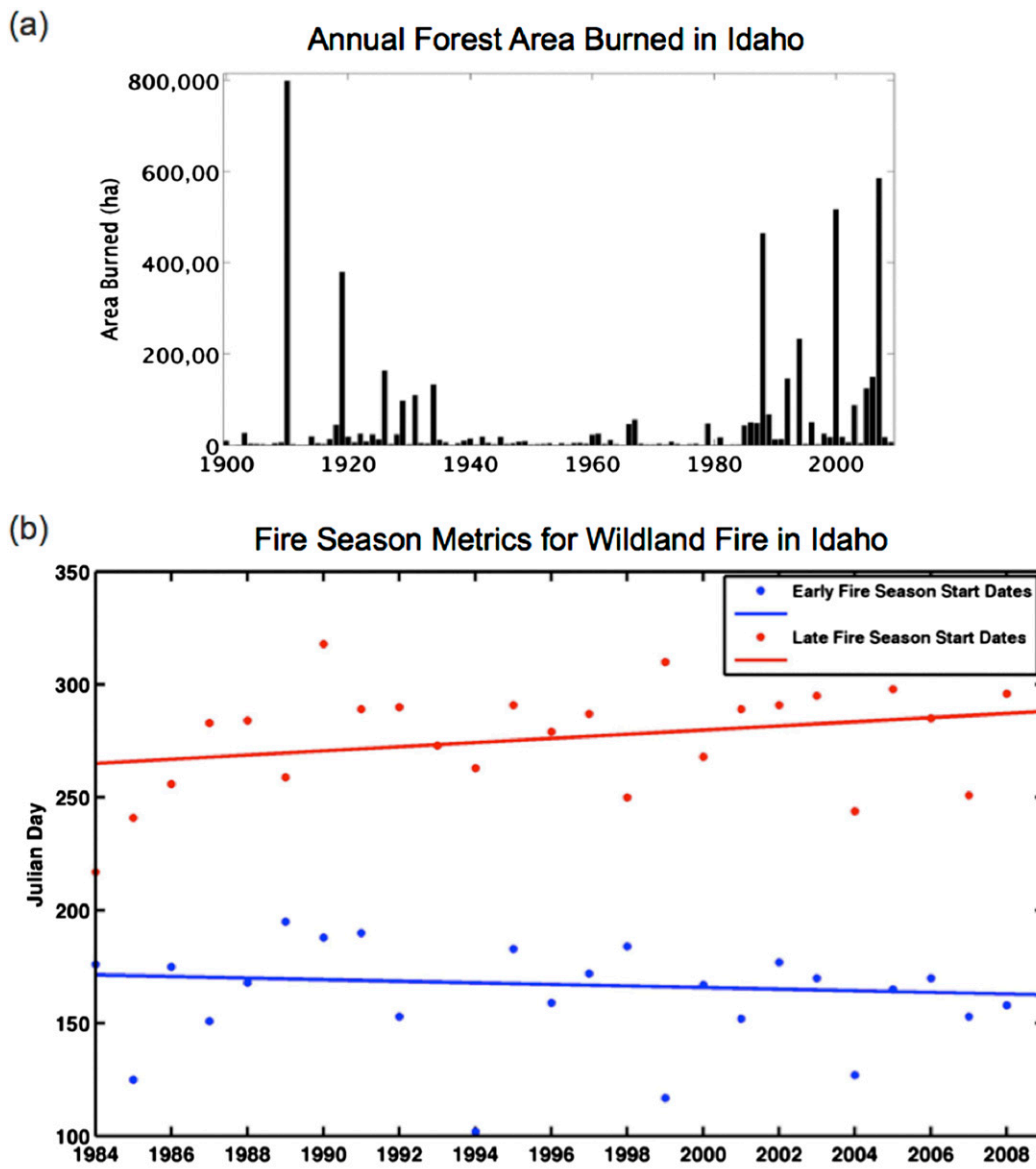 (a)
Annual Forest Area Burned in Idaho
800,000
600,00
400,00
200,00
0
Area Burned (ha)
1900 1920 1940 1960 1980 2000
(b)
Fire Season Metrics for Wildland Fire in Idaho
350
300
250
200
150
100
Julian Day
Early Fire Season Start Dates
Late Fire Season Start Dates
1984 1986 1987 1988 1990 1992 1994 1996 1998 2000 2002 2004 2006 2008